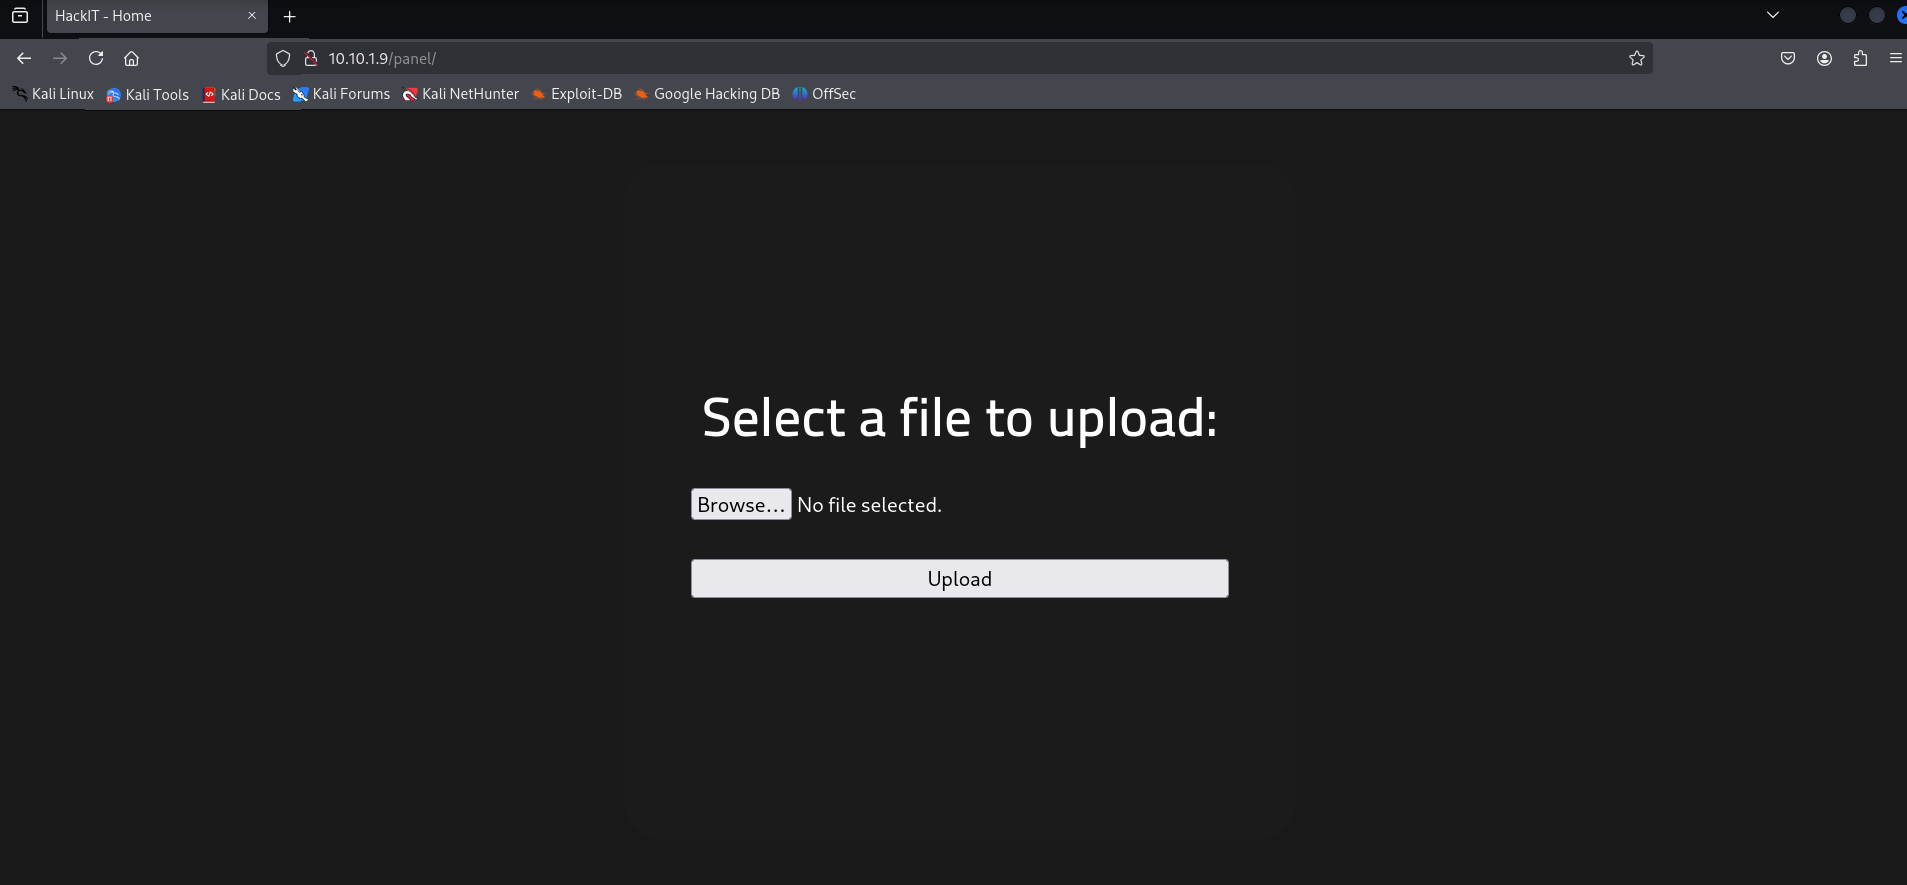 HackIT - Home
10.10.1.9/panel/
Kali Linux Kali Tools Kali Docs Kali Forums Kali NetHunter Exploit-DB Google Hacking DB OffSec
Select a file to upload:
Browse... No file selected.
Upload